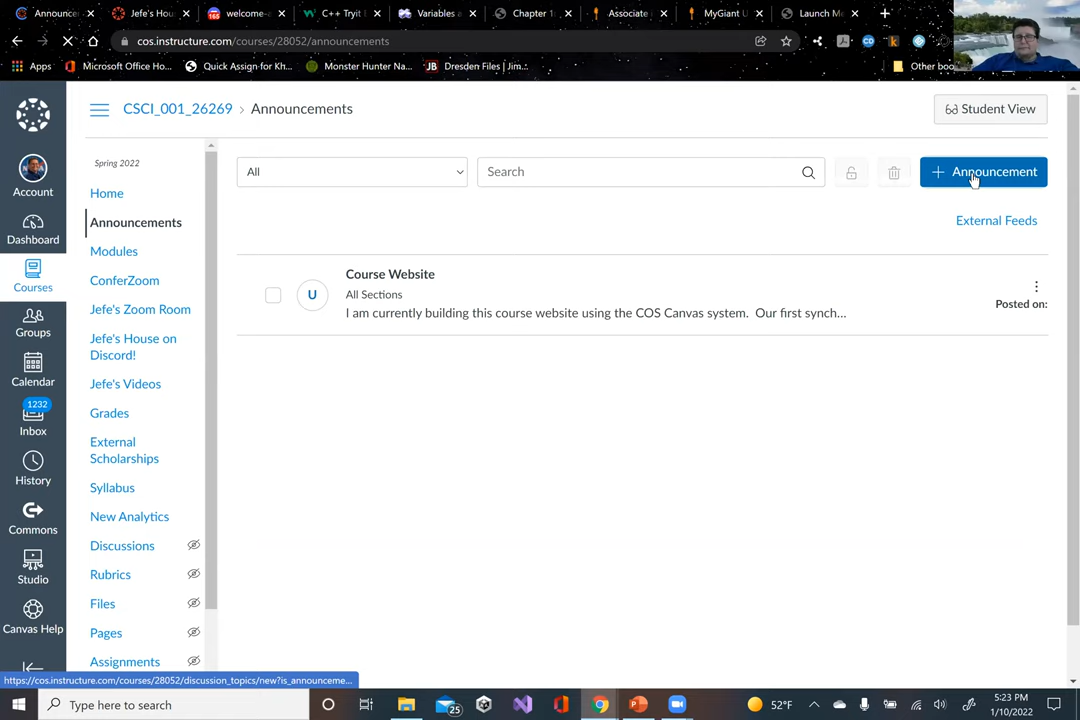 Announcem
Jefe's Hou
welcome-a
C++ Tryit E
Variables a
Chapter 1
Associate
MyGiant U
Launch Me
cos.instructure.com/courses/28052/announcements
Apps
Microsoft Office Ho...
Quick Assign for Kh...
Monster Hunter Na...
JB Dresden Files | Jim...
Other boo
CSCI_001_26269 › Announcements
Student View
Account
Dashboard
Courses
Groups
Calendar
1232
Inbox
History
Commons
Studio
Canvas Help
Spring 2022
Home
Announcements
Modules
ConferZoom
Jefe's Zoom Room
Jefe's House on
Discord!
Jefe's Videos
Grades
External
Scholarships
Syllabus
New Analytics
Discussions
Rubrics
Files
Pages
Assignments
All
Search
+ Announcement
External Feeds
U
Course Website
All Sections
I am currently building this course website using the COS Canvas system. Our first synch...
Posted on:
https://cos.instructure.com/courses/28052/discussion_topics/new?is_announceme...
Type here to search
25
52°F
5:23 PM
1/10/2022